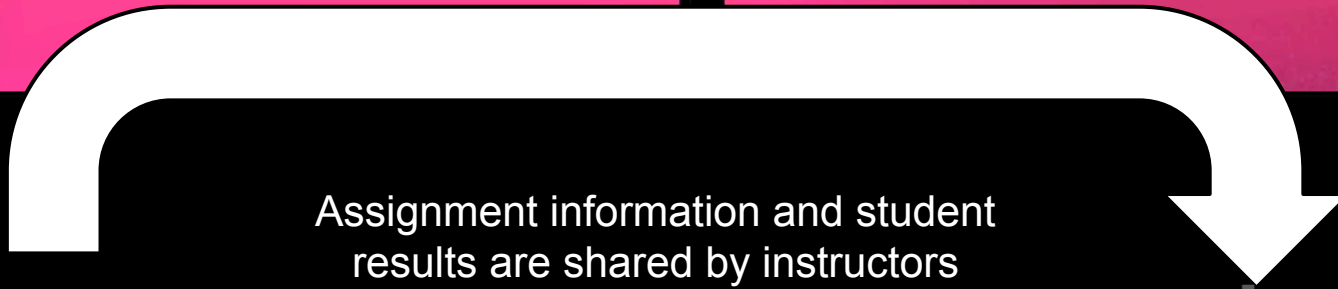 Assignment information and student
results are shared by instructors